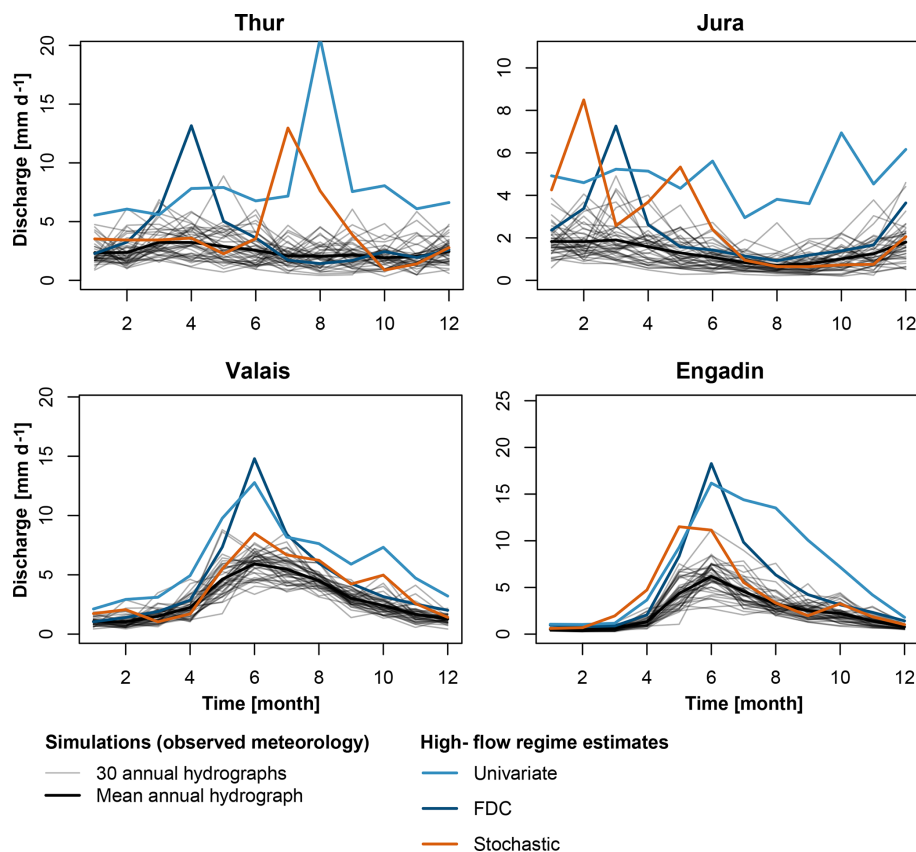 Thur
Jura
Discharge [mm d⁻¹]
20
15
10
5
0
2 4 6 8 10 12
10
8
6
4
2
0
2 4 6 8 10 12
Valais
Engadin
Discharge [mm d⁻¹]
20
15
10
5
0
2 4 6 8 10 12
Time [month]
25
20
15
10
5
0
2 4 6 8 10 12
Time [month]
Simulations (observed meteorology)
30 annual hydrographs
Mean annual hydrograph
High- flow regime estimates
Univariate
FDC
Stochastic